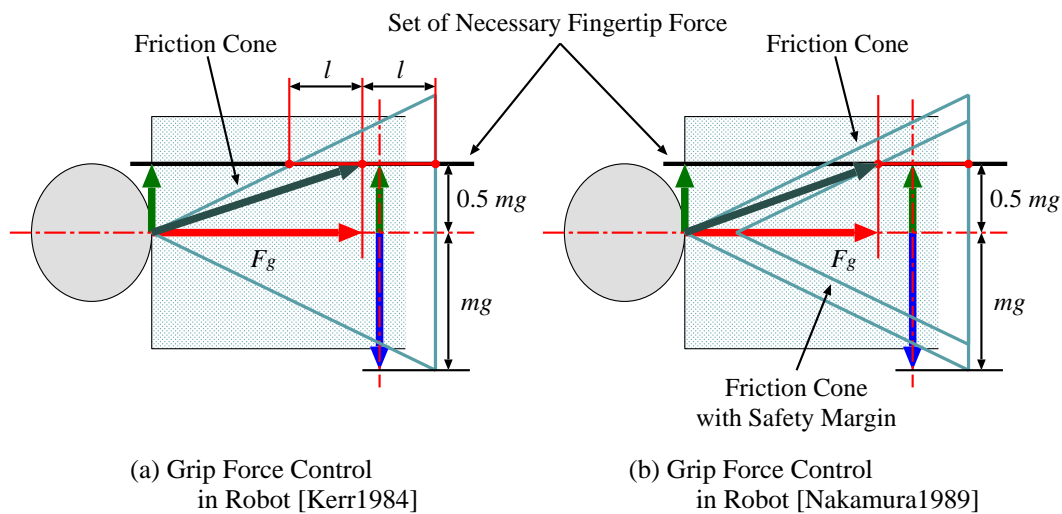 Set of Necessary Fingertip Force
Friction Cone
Friction Cone
l
l
0.5 mg
0.5 mg
Fg
Fg
mg
mg
Friction Cone
with Safety Margin
(a) Grip Force Control
in Robot [Kerr1984]
(b) Grip Force Control
in Robot [Nakamura1989]